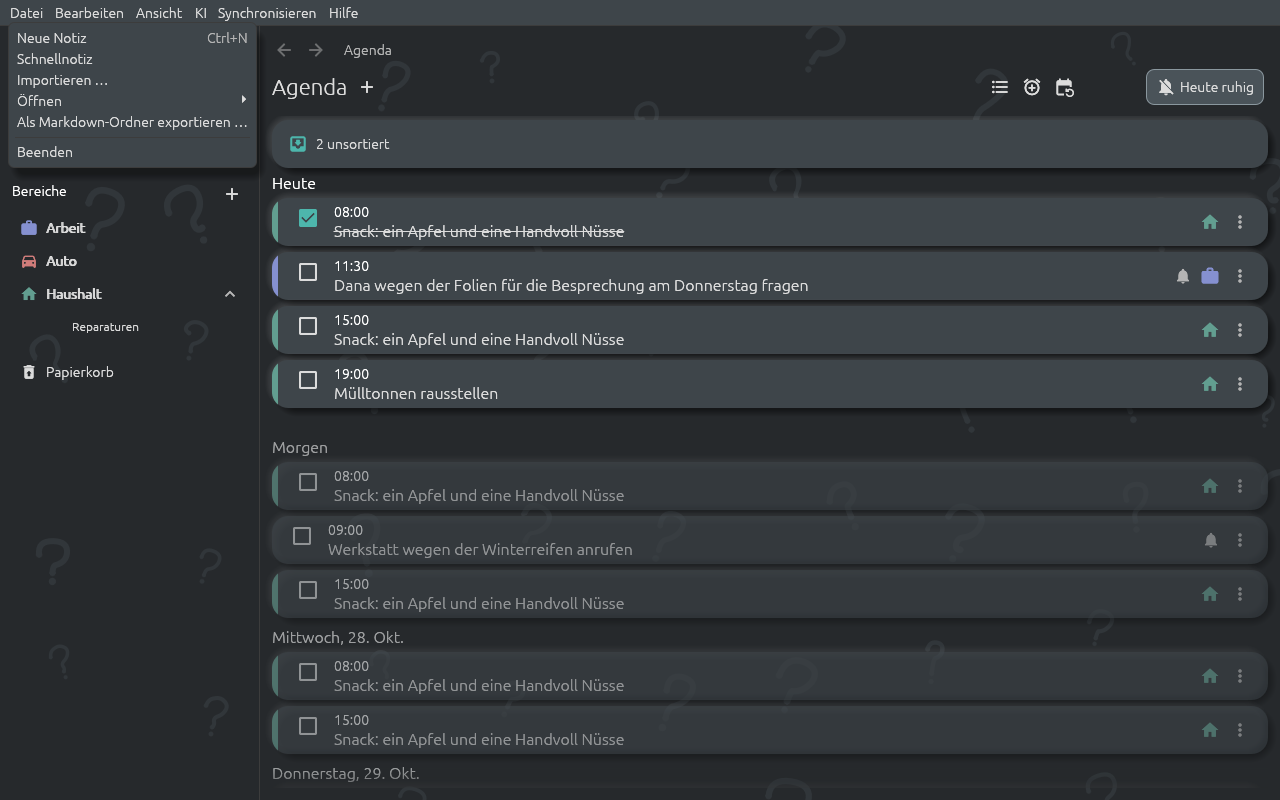 Datei Bearbeiten Ansicht KI Synchronisieren Hilfe
Neue Notiz Ctrl+N
Schnellnotiz
Importieren …
Öffnen
Als Markdown-Ordner exportieren …
Beenden
Bereiche
Arbeit
Auto
Haushalt
Reparaturen
Papierkorb
Agenda
Agenda
Heute ruhig
2 unsortiert
Heute
08:00
Snack: ein Apfel und eine Handvoll Nüsse
11:30
Dana wegen der Folien für die Besprechung am Donnerstag fragen
15:00
Snack: ein Apfel und eine Handvoll Nüsse
19:00
Mülltonnen rausstellen
Morgen
08:00
Snack: ein Apfel und eine Handvoll Nüsse
09:00
Werkstatt wegen der Winterreifen anrufen
15:00
Snack: ein Apfel und eine Handvoll Nüsse
Mittwoch, 28. Okt.
08:00
Snack: ein Apfel und eine Handvoll Nüsse
15:00
Snack: ein Apfel und eine Handvoll Nüsse
Donnerstag, 29. Okt.